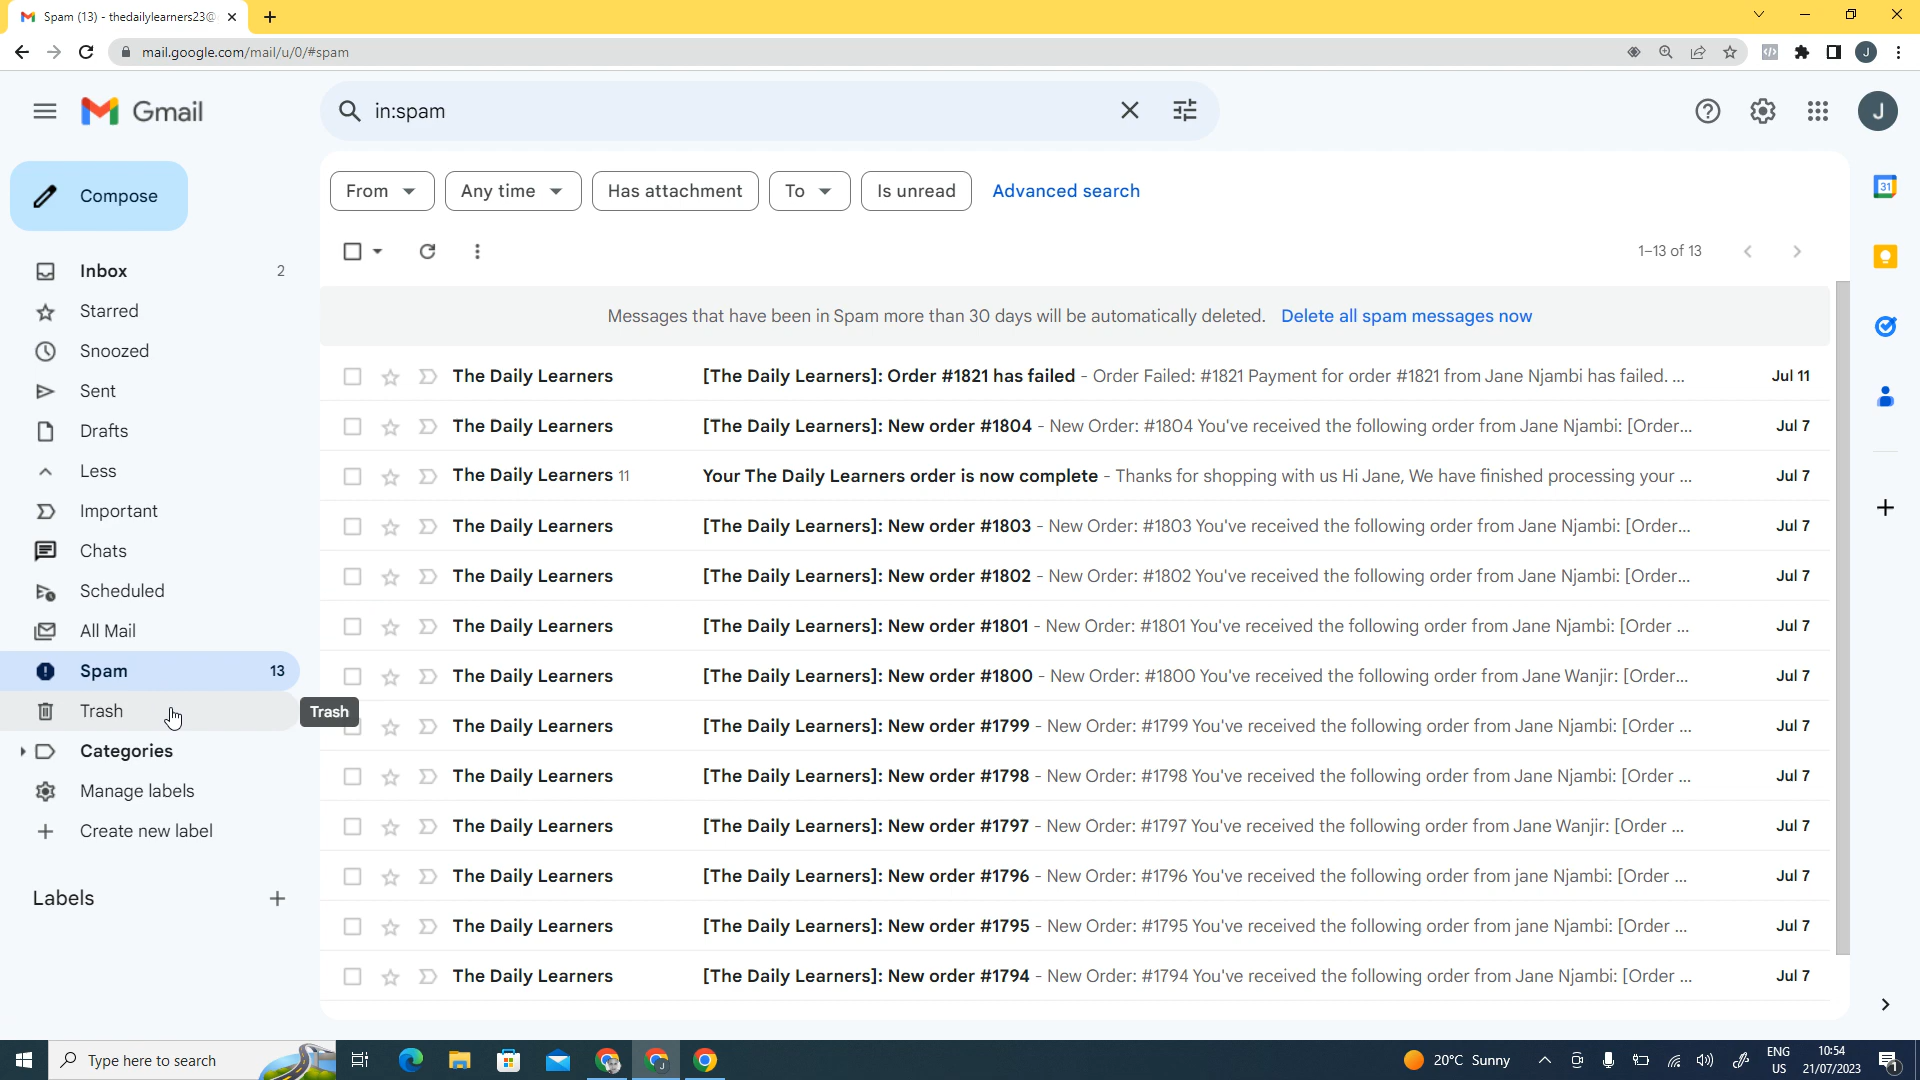 Spam (13) - thedailylearners23@
mail.google.com/mail/u/0/#spam
J
Gmail
in:spam
J
Compose
From
Any time
Has attachment
To
Is unread
Advanced search
1–13 of 13
Inbox 2
Starred
Snoozed
Sent
Drafts
Less
Important
Chats
Scheduled
All Mail
Spam 13
Trash
Trash
Categories
Manage labels
Create new label
Labels
Messages that have been in Spam more than 30 days will be automatically deleted. Delete all spam messages now
The Daily Learners [The Daily Learners]: Order #1821 has failed - Order Failed: #1821 Payment for order #1821 from Jane Njambi has failed. ... Jul 11
The Daily Learners [The Daily Learners]: New order #1804 - New Order: #1804 You've received the following order from Jane Njambi: [Order... Jul 7
The Daily Learners 11 Your The Daily Learners order is now complete - Thanks for shopping with us Hi Jane, We have finished processing your ... Jul 7
The Daily Learners [The Daily Learners]: New order #1803 - New Order: #1803 You've received the following order from Jane Njambi: [Order... Jul 7
The Daily Learners [The Daily Learners]: New order #1802 - New Order: #1802 You've received the following order from Jane Njambi: [Order... Jul 7
The Daily Learners [The Daily Learners]: New order #1801 - New Order: #1801 You've received the following order from Jane Njambi: [Order ... Jul 7
The Daily Learners [The Daily Learners]: New order #1800 - New Order: #1800 You've received the following order from Jane Wanjir: [Order... Jul 7
The Daily Learners [The Daily Learners]: New order #1799 - New Order: #1799 You've received the following order from Jane Njambi: [Order ... Jul 7
The Daily Learners [The Daily Learners]: New order #1798 - New Order: #1798 You've received the following order from Jane Njambi: [Order ... Jul 7
The Daily Learners [The Daily Learners]: New order #1797 - New Order: #1797 You've received the following order from Jane Wanjir: [Order ... Jul 7
The Daily Learners [The Daily Learners]: New order #1796 - New Order: #1796 You've received the following order from jane Njambi: [Order ... Jul 7
The Daily Learners [The Daily Learners]: New order #1795 - New Order: #1795 You've received the following order from jane Njambi: [Order ... Jul 7
The Daily Learners [The Daily Learners]: New order #1794 - New Order: #1794 You've received the following order from Jane Njambi: [Order ... Jul 7
31
Type here to search
20°C Sunny
ENG
US
10:54
21/07/2023
1